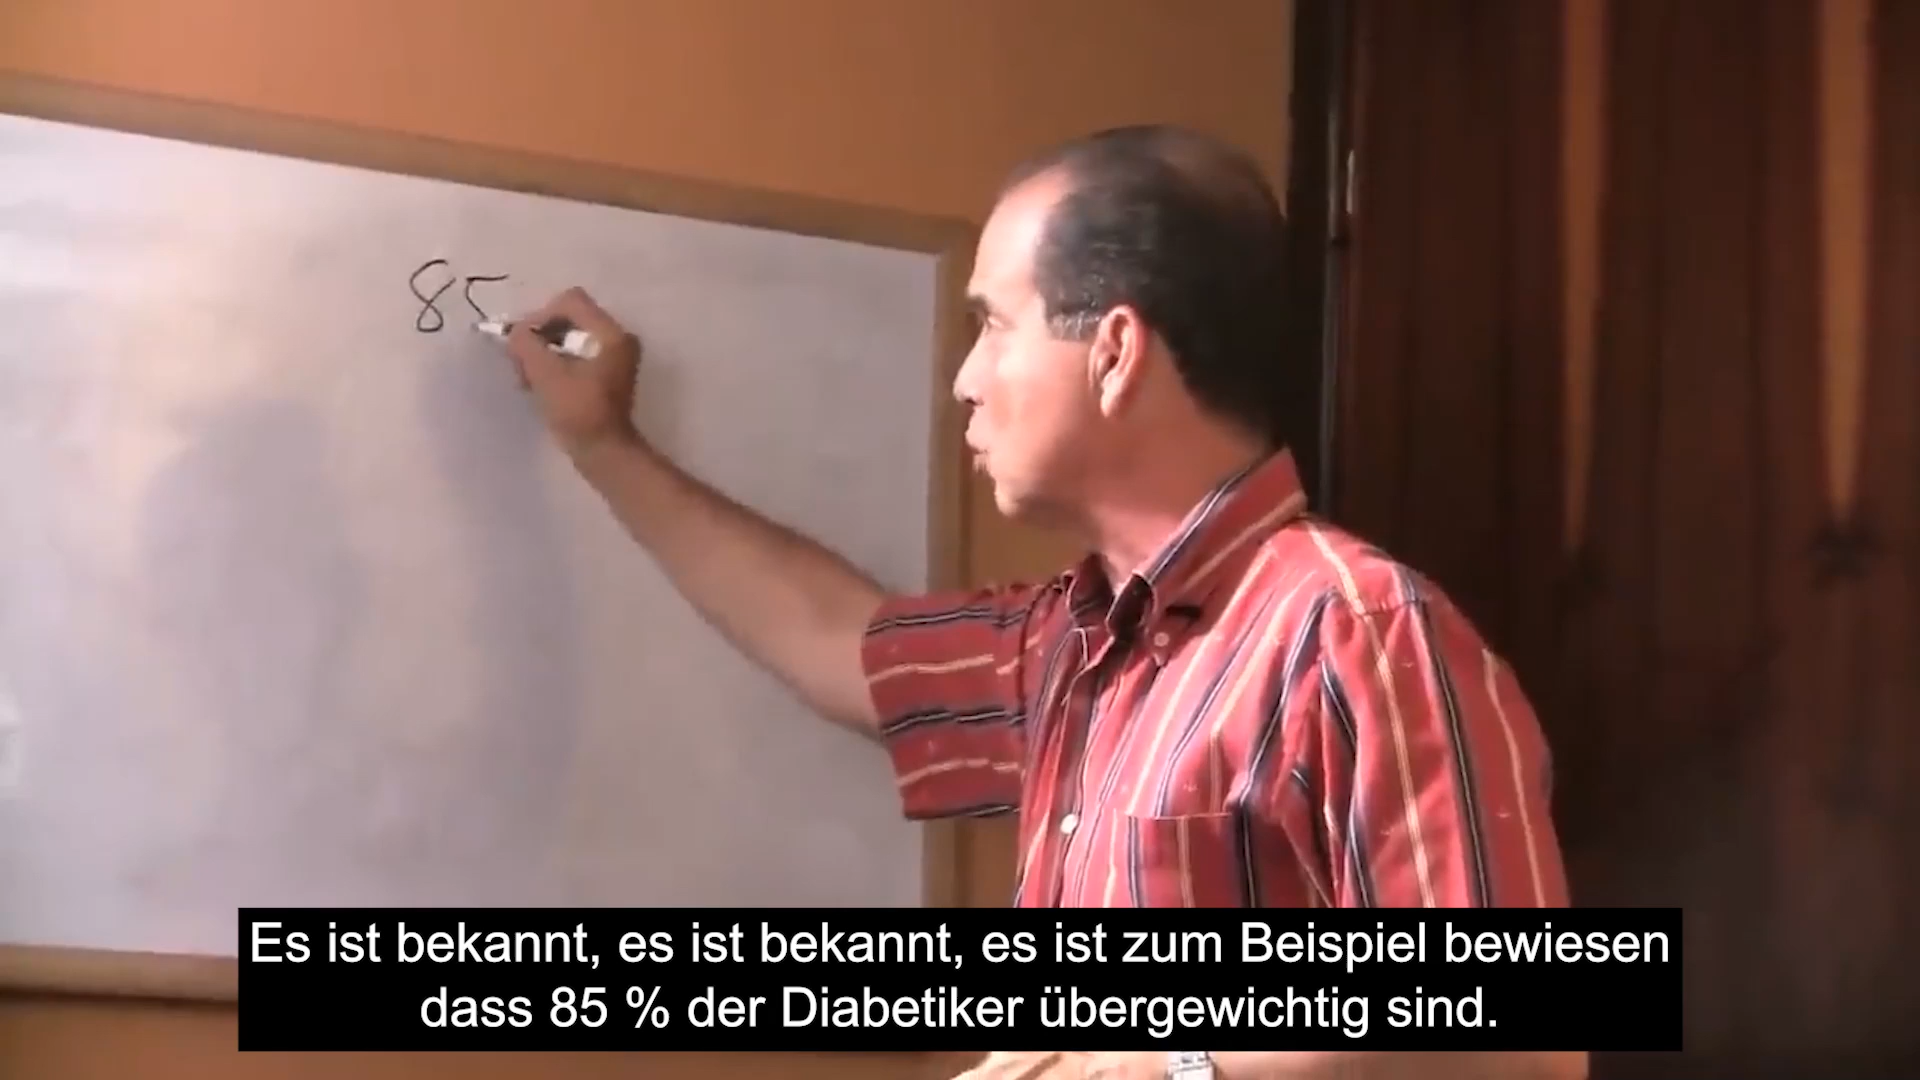 85
Es ist bekannt, es ist bekannt, es ist zum Beispiel bewiesen
dass 85 % der Diabetiker übergewichtig sind.